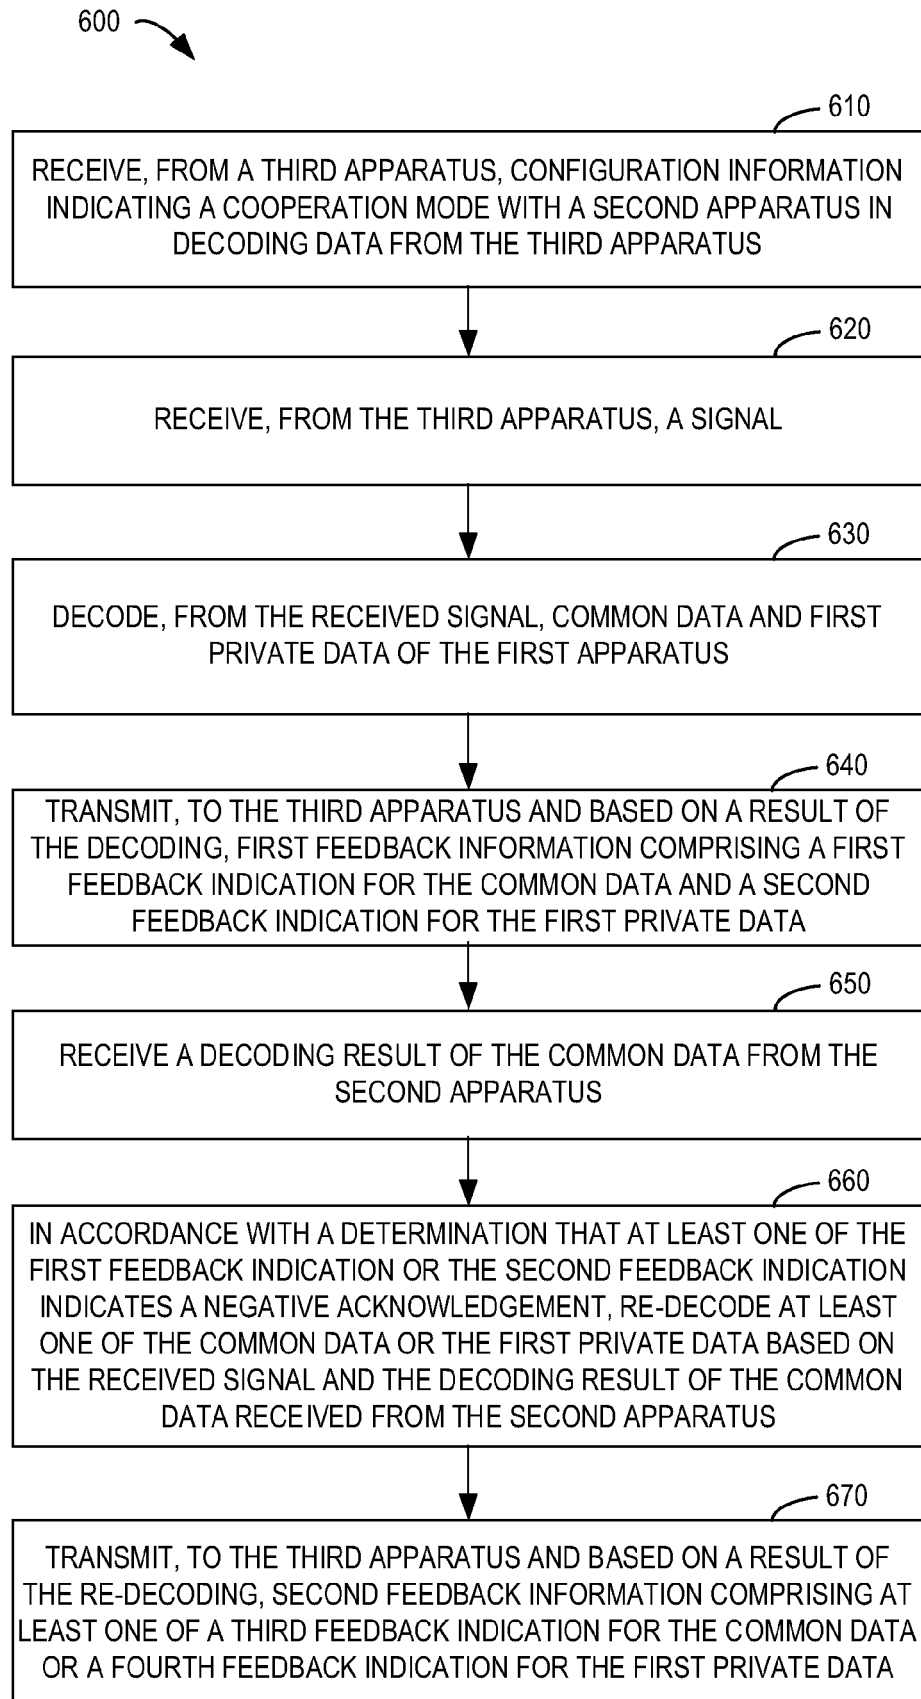 600
610
RECEIVE, FROM A THIRD APPARATUS, CONFIGURATION INFORMATION
INDICATING A COOPERATION MODE WITH A SECOND APPARATUS IN
DECODING DATA FROM THE THIRD APPARATUS
620
RECEIVE, FROM THE THIRD APPARATUS, A SIGNAL
630
DECODE, FROM THE RECEIVED SIGNAL, COMMON DATA AND FIRST
PRIVATE DATA OF THE FIRST APPARATUS
640
TRANSMIT, TO THE THIRD APPARATUS AND BASED ON A RESULT OF
THE DECODING, FIRST FEEDBACK INFORMATION COMPRISING A FIRST
FEEDBACK INDICATION FOR THE COMMON DATA AND A SECOND
FEEDBACK INDICATION FOR THE FIRST PRIVATE DATA
650
RECEIVE A DECODING RESULT OF THE COMMON DATA FROM THE
SECOND APPARATUS
660
IN ACCORDANCE WITH A DETERMINATION THAT AT LEAST ONE OF THE
FIRST FEEDBACK INDICATION OR THE SECOND FEEDBACK INDICATION
INDICATES A NEGATIVE ACKNOWLEDGEMENT, RE-DECODE AT LEAST
ONE OF THE COMMON DATA OR THE FIRST PRIVATE DATA BASED ON
THE RECEIVED SIGNAL AND THE DECODING RESULT OF THE COMMON
DATA RECEIVED FROM THE SECOND APPARATUS
670
TRANSMIT, TO THE THIRD APPARATUS AND BASED ON A RESULT OF
THE RE-DECODING, SECOND FEEDBACK INFORMATION COMPRISING AT
LEAST ONE OF A THIRD FEEDBACK INDICATION FOR THE COMMON DATA
OR A FOURTH FEEDBACK INDICATION FOR THE FIRST PRIVATE DATA